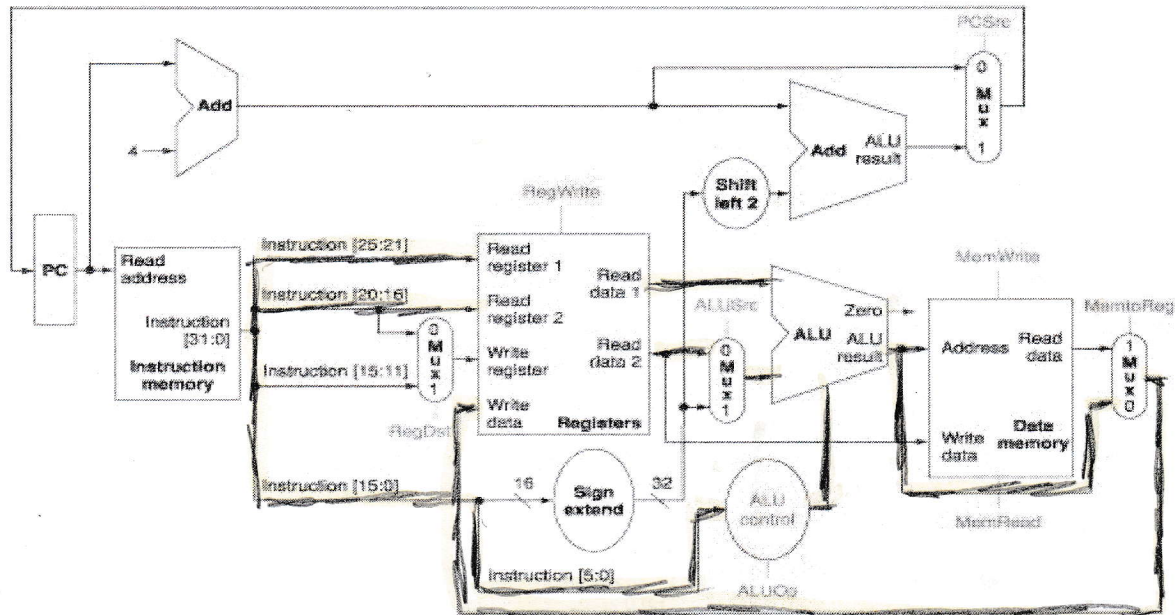 PCSrc
0
M
u
x
1
Add
4
Add
ALU
result
Shift
left 2
RegWrite
PC
Read
address
Instruction
[31:0]
Instruction
memory
Instruction [25:21]
Instruction [20:16]
Instruction [15:11]
Instruction [15:0]
0
M
u
x
1
RegDst
Read
register 1
Read
register 2
Write
register
Write
data
Read
data 1
Read
data 2
Registers
ALUSrc
0
M
u
x
1
Zero
ALU
ALU
result
MemWrite
Address
Read
data
Write
data
Data
memory
MemRead
MemtoReg
1
M
u
x
0
16
Sign
extend
32
ALU
control
Instruction [5:0]
ALUOp